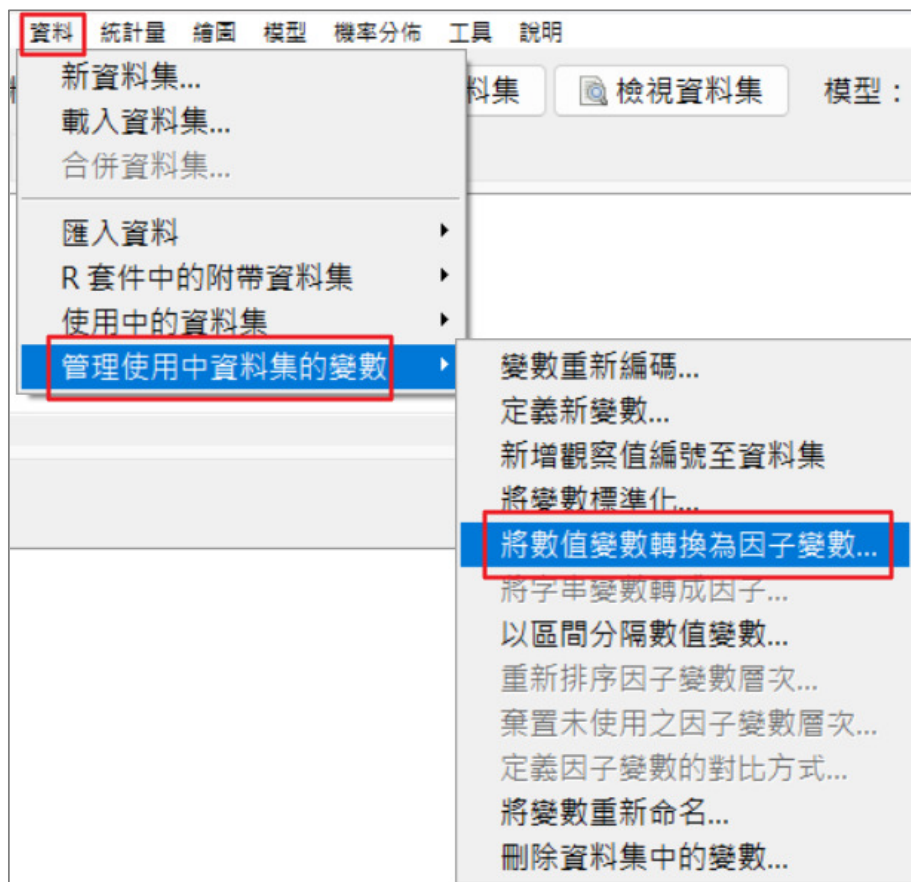 資料 統計量 繪圖 模型 機率分佈 工具 說明
新資料集...
料集 檢視資料集 模型：
載入資料集...
合併資料集...
匯入資料
R 套件中的附帶資料集
使用中的資料集
管理使用中資料集的變數
變數重新編碼...
定義新變數...
新增觀察值編號至資料集
將變數標準化...
將數值變數轉換為因子變數...
將字串變數轉成因子...
以區間分隔數值變數...
重新排序因子變數層次...
棄置未使用之因子變數層次...
定義因子變數的對比方式...
將變數重新命名...
刪除資料集中的變數...